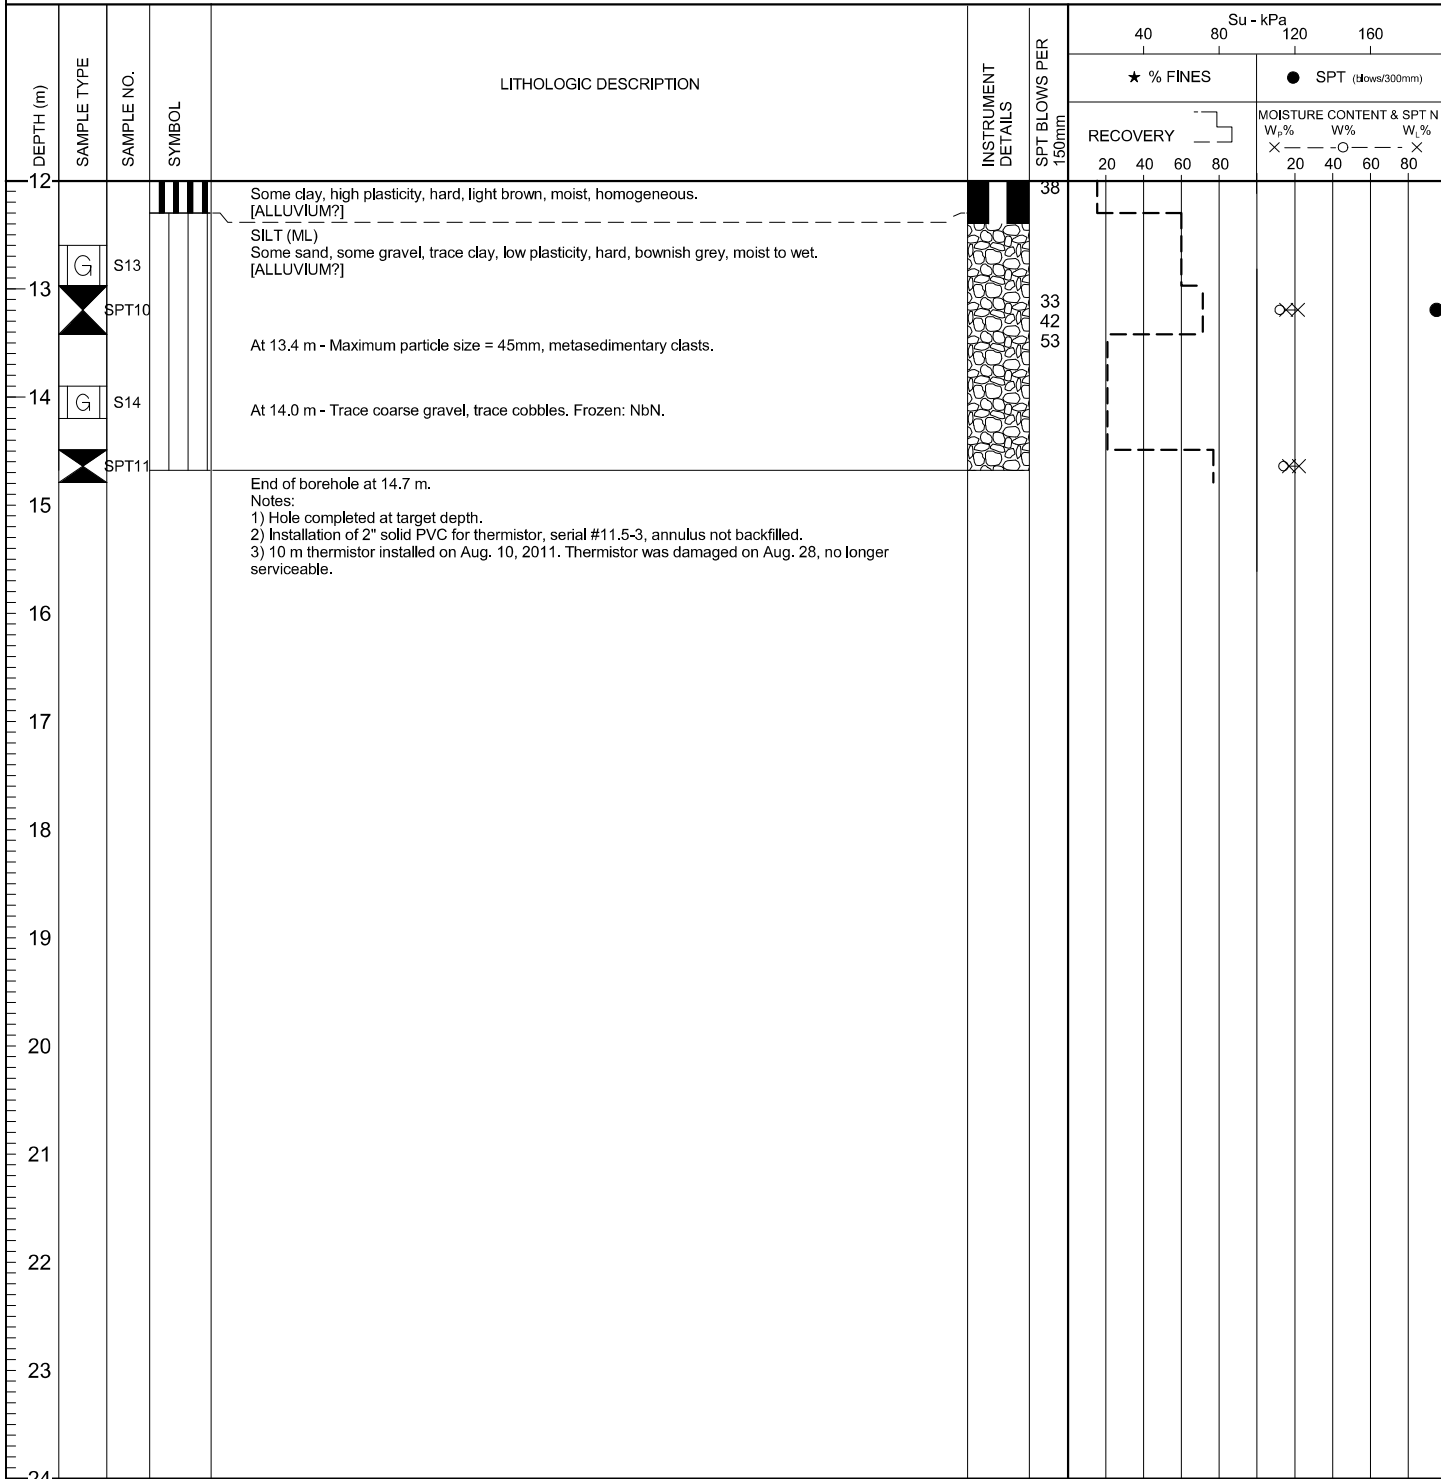 Su - kPa
40 80 120 160
DEPTH (m)
SAMPLE TYPE
SAMPLE NO.
SYMBOL
LITHOLOGIC DESCRIPTION
INSTRUMENT
DETAILS
SPT BLOWS PER
150mm
★ % FINES
● SPT (blows/300mm)
RECOVERY
MOISTURE CONTENT & SPT N
WP% W% WL%
20 40 60 80 20 40 60 80
12
Some clay, high plasticity, hard, light brown, moist, homogeneous.
38
[ALLUVIUM?]
SILT (ML)
Some sand, some gravel, trace clay, low plasticity, hard, bownish grey, moist to wet.
G S13
[ALLUVIUM?]
13
SPT10
33
42
53
At 13.4 m - Maximum particle size = 45mm, metasedimentary clasts.
14
G S14
At 14.0 m - Trace coarse gravel, trace cobbles. Frozen: NbN.
SPT11
End of borehole at 14.7 m.
15
Notes:
1) Hole completed at target depth.
2) Installation of 2" solid PVC for thermistor, serial #11.5-3, annulus not backfilled.
3) 10 m thermistor installed on Aug. 10, 2011. Thermistor was damaged on Aug. 28, no longer
serviceable.
16
17
18
19
20
21
22
23
24